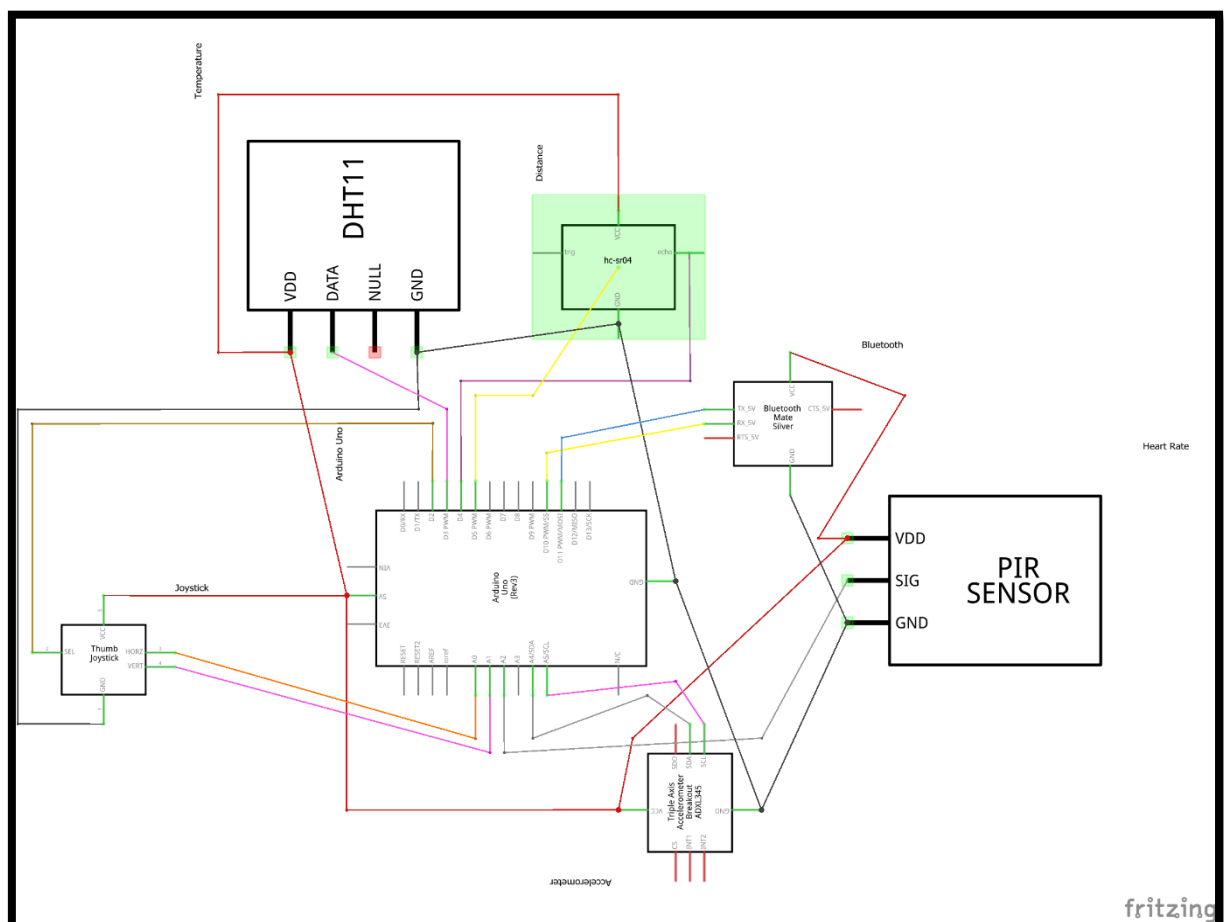 Temperature
Distance
DHT11
VDD
DATA
NULL
GND
VCC
trig
echo
hc-sr04
GND
Bluetooth
VCC
TX_5V
RX_5V
RTS_5V
CTS_5V
Bluetooth
Mate
Silver
GND
Heart Rate
Arduino Uno
D0/RX
D1/TX
D2
D3 PWM
D4
D5 PWM
D6 PWM
D7
D8
D9 PWM
D10 PWM/SS
D11 PWM/MOSI
D12/MISO
D13/SCK
VIN
5V
3V3
Arduino
Uno
(Rev3)
GND
RESET
RESET2
AREF
ioref
A0
A1
A2
A3
A4/SDA
A5/SCL
N/C
VDD
SIG
GND
PIR
SENSOR
Joystick
VCC
1
SEL
2
Thumb
Joystick
HORZ
3
VERT
4
GND
SDO
SDA
SCL
VCC
Triple Axis
Accelerometer
Breakout
ADXL345
GND
CS
INT1
INT2
Accelerometer
fritzing